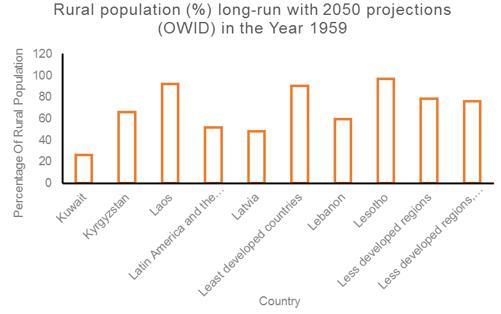 Rural population (%) long-run with 2050 projections
(OWID) in the Year 1959
Percentage Of Rural Population
120
100
80
60
40
20
0
Kuwait
Kyrgyzstan
Laos
Latin America and the...
Latvia
Least developed countries
Lebanon
Lesotho
Less developed regions
Less developed regions,...
Country